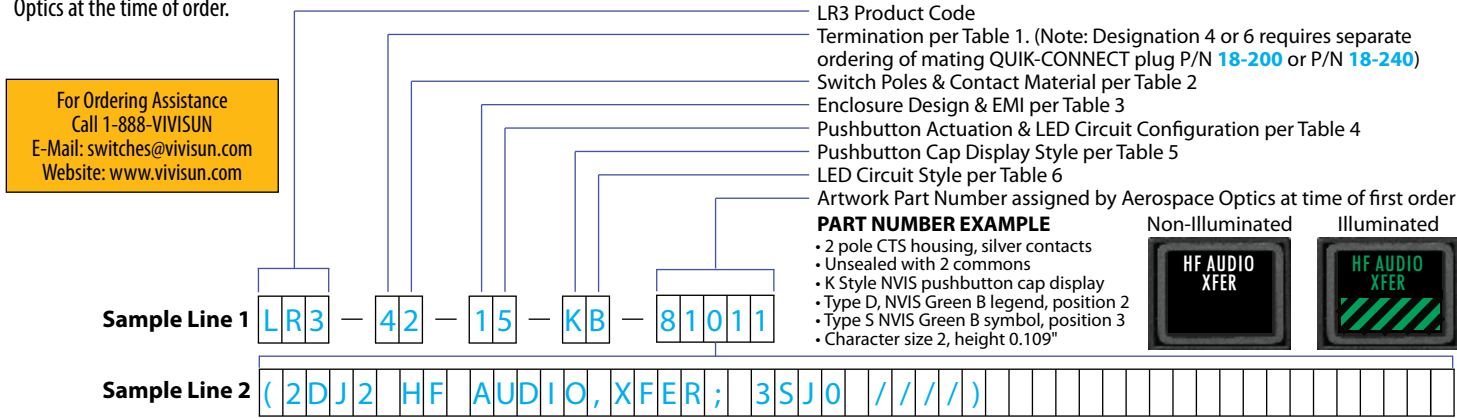 Optics at the time of order.
For Ordering Assistance
Call 1-888-VIVISUN
E-Mail: switches@vivisun.com
Website: www.vivisun.com
LR3 Product Code
Termination per Table 1. (Note: Designation 4 or 6 requires separate
ordering of mating QUIK-CONNECT plug P/N 18-200 or P/N 18-240)
Switch Poles & Contact Material per Table 2
Enclosure Design & EMI per Table 3
Pushbutton Actuation & LED Circuit Configuration per Table 4
Pushbutton Cap Display Style per Table 5
LED Circuit Style per Table 6
Artwork Part Number assigned by Aerospace Optics at time of first order
PART NUMBER EXAMPLE
• 2 pole CTS housing, silver contacts
• Unsealed with 2 commons
• K Style NVIS pushbutton cap display
• Type D, NVIS Green B legend, position 2
• Type S NVIS Green B symbol, position 3
• Character size 2, height 0.109"
Non-Illuminated
HF AUDIO
XFER
Illuminated
HF AUDIO
XFER
Sample Line 1 LR3 — 42 — 15 — KB — 81011
Sample Line 2 (2DJ2 HF AUDIO,XFER; 3SJ0 ////)